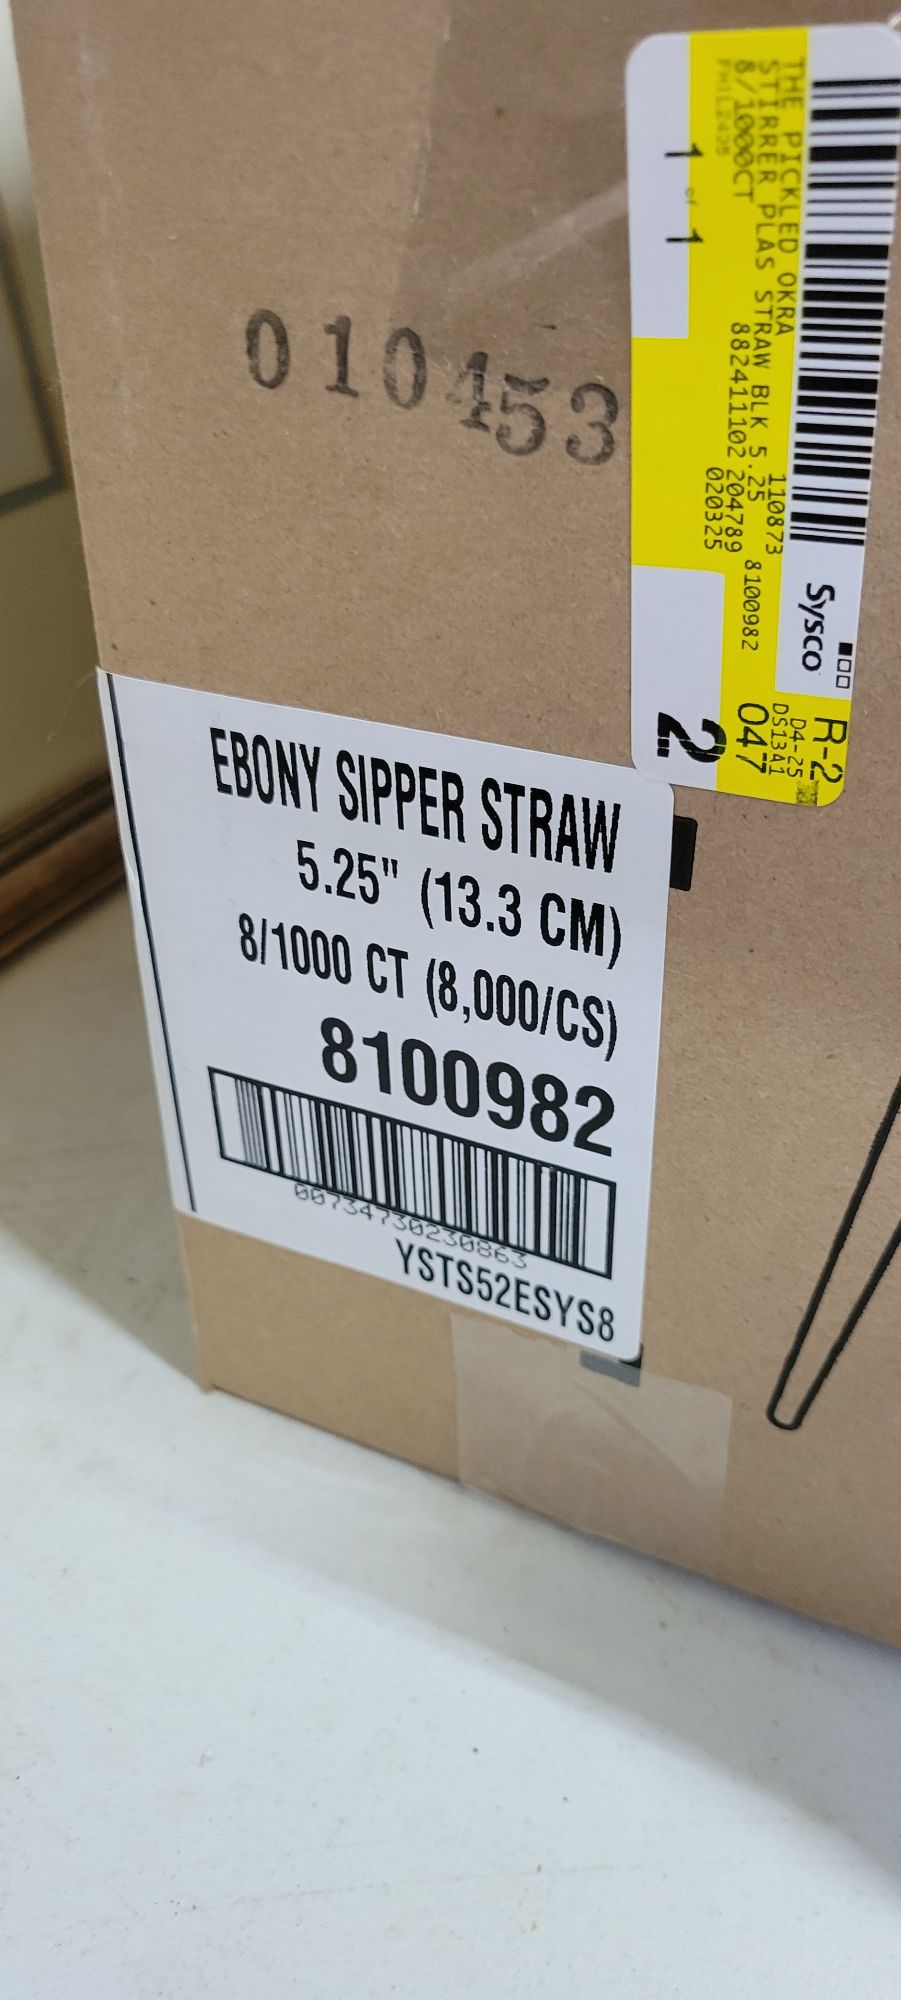 THE PICKLED OKRA 110873
STIRRER PLAS STRAW BLK 5.25 8100982
8/1000CT 882411102 204789
020325
1 of 1
Sysco
R-2
D4-25
DS13A1
047
2
010453
EBONY SIPPER STRAW
5.25" (13.3 CM)
8/1000 CT (8,000/CS)
8100982
00734730230863
YSTS52ESYS8